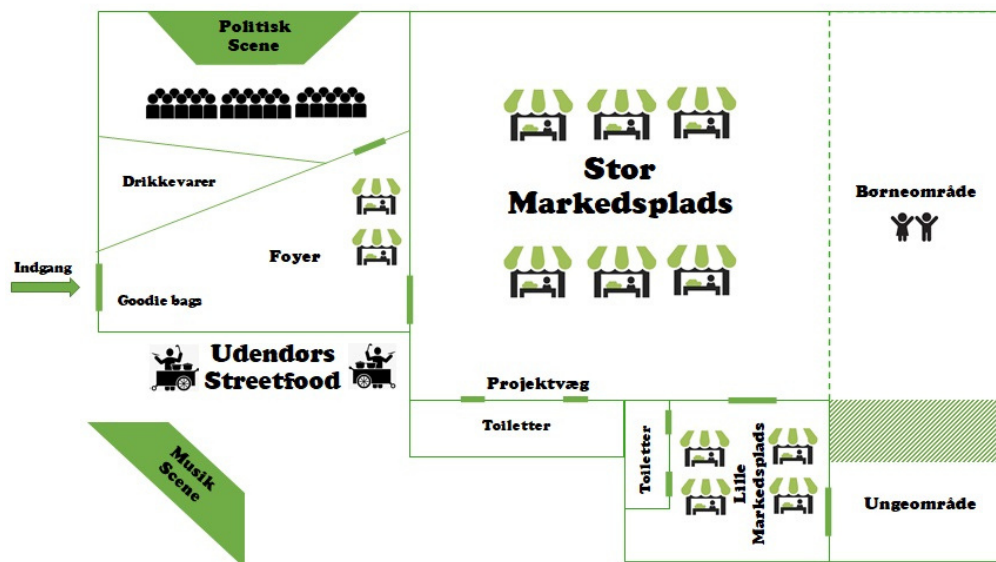 Politisk
Scene
Drikkevarer
Stor
Markedsplads
Børneområde
Foyer
Indgang
Goodie bags
Udendørs
Streetfood
Projektvæg
Toiletter
Toiletter
Lille
Markedsplads
Musik
Scene
Ungeområde